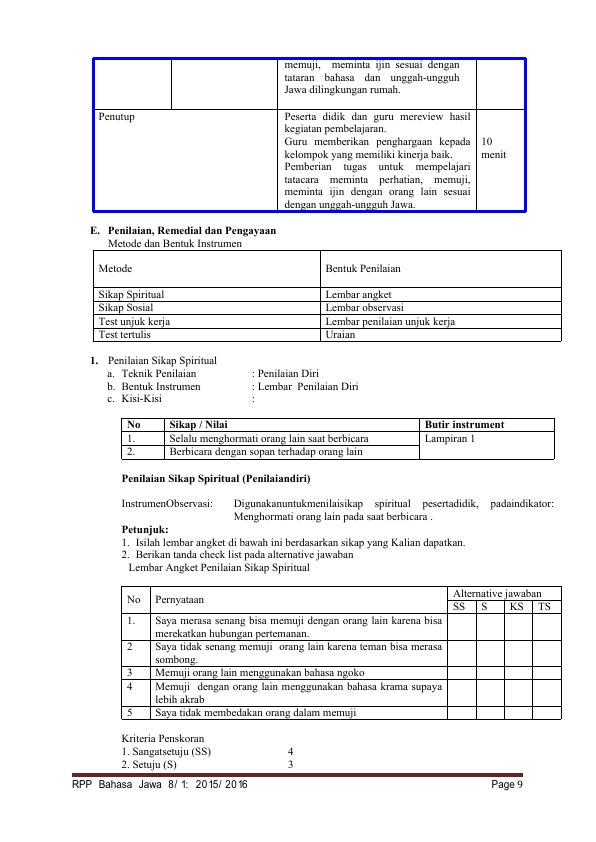 memuji, meminta ijin sesuai dengan
tataran bahasa dan unggah-ungguh
Jawa dilingkungan rumah.
Penutup
Peserta didik dan guru mereview hasil
kegiatan pembelajaran.
Guru memberikan penghargaan kepada
kelompok yang memiliki kinerja baik.
Pemberian tugas untuk mempelajari
tatacara meminta perhatian, memuji,
meminta ijin dengan orang lain sesuai
dengan unggah-ungguh Jawa.
10
menit
E. Penilaian, Remedial dan Pengayaan
Metode dan Bentuk Instrumen
Metode Bentuk Penilaian
Sikap Spiritual Lembar angket
Sikap Sosial Lembar observasi
Test unjuk kerja Lembar penilaian unjuk kerja
Test tertulis Uraian
1. Penilaian Sikap Spiritual
a. Teknik Penilaian : Penilaian Diri
b. Bentuk Instrumen : Lembar Penilaian Diri
c. Kisi-Kisi :
No Sikap / Nilai Butir instrument
1. Selalu menghormati orang lain saat berbicara Lampiran 1
2. Berbicara dengan sopan terhadap orang lain
Penilaian Sikap Spiritual (Penilaiandiri)
InstrumenObservasi: Digunakanuntukmenilaisikap spiritual pesertadidik, padaindikator:
Menghormati orang lain pada saat berbicara .
Petunjuk:
1. Isilah lembar angket di bawah ini berdasarkan sikap yang Kalian dapatkan.
2. Berikan tanda check list pada alternative jawaban
Lembar Angket Penilaian Sikap Spiritual
No Pernyataan Alternative jawaban
SS S KS TS
1. Saya merasa senang bisa memuji dengan orang lain karena bisa
merekatkan hubungan pertemanan.
2 Saya tidak senang memuji orang lain karena teman bisa merasa
sombong.
3 Memuji orang lain menggunakan bahasa ngoko
4 Memuji dengan orang lain menggunakan bahasa krama supaya
lebih akrab
5 Saya tidak membedakan orang dalam memuji
Kriteria Penskoran
1. Sangatsetuju (SS) 4
2. Setuju (S) 3
RPP Bahasa Jawa 8/ 1: 2015/ 2016 Page 9